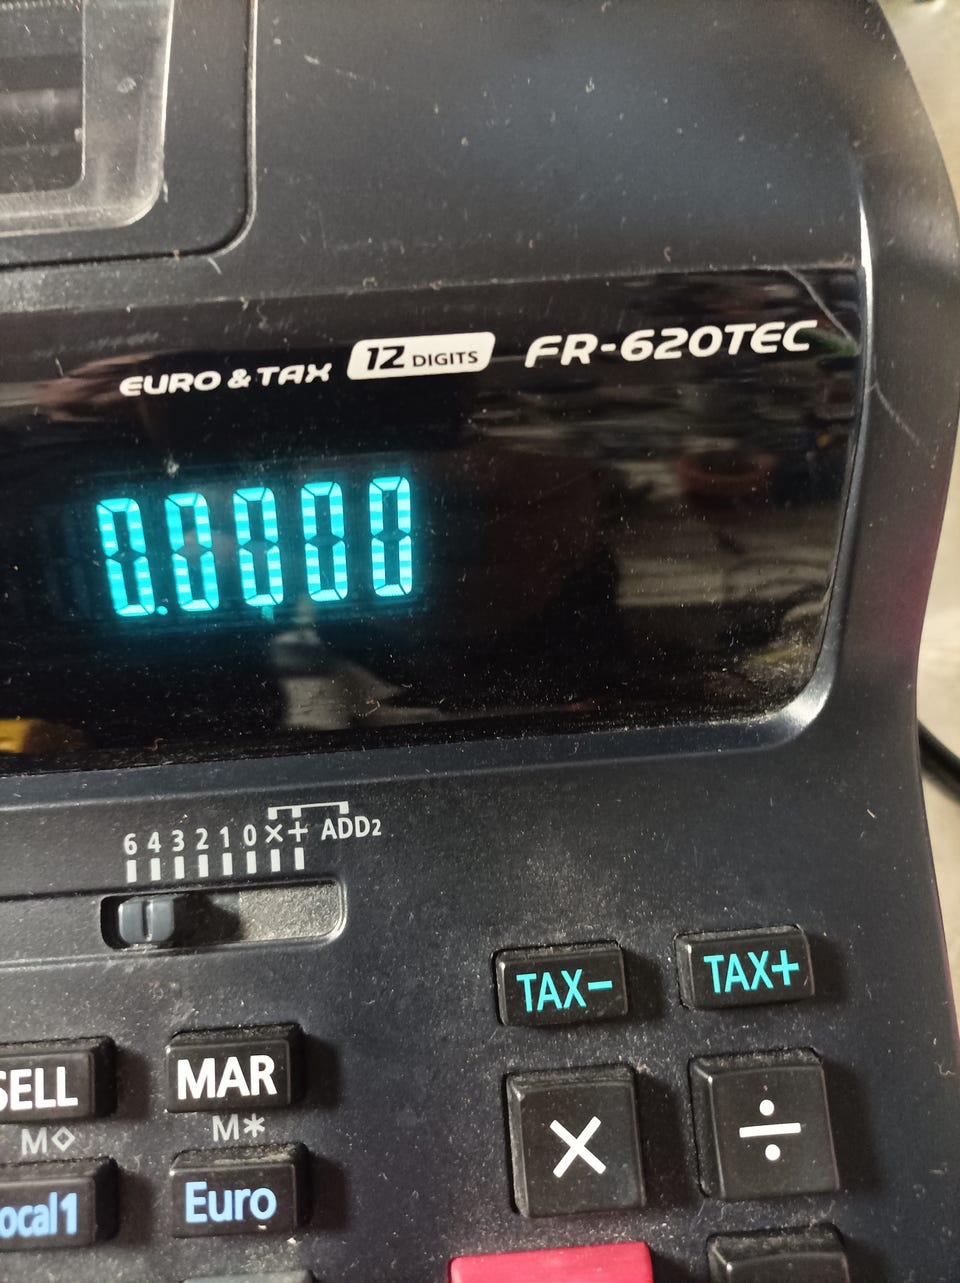 EURO & TAX 12 DIGITS FR-620TEC
0.0000
6 4 3 2 1 0 × + ADD2
TAX− TAX+
SELL MAR × ÷
M◇ M*
ocal1 Euro